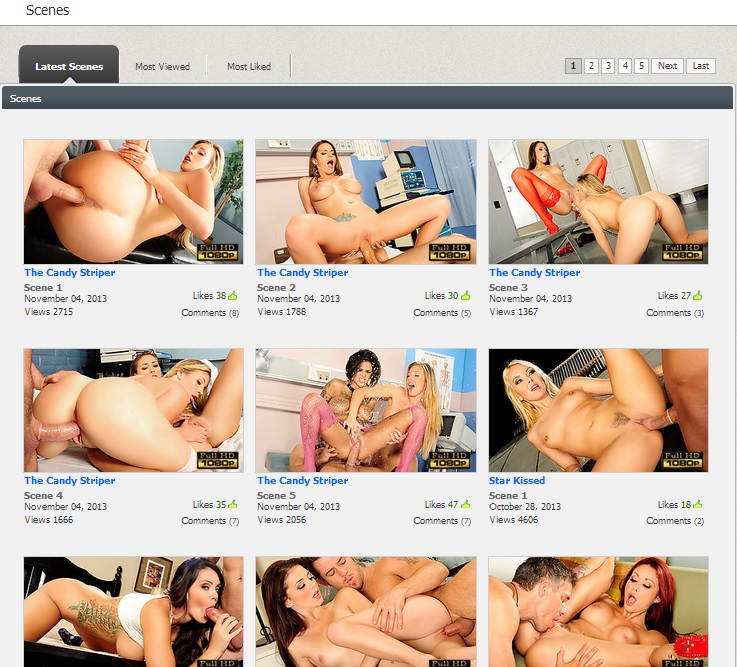 Scenes
Latest Scenes
Most Viewed
Most Liked
1 2 3 4 5 Next Last
Scenes
Full HD
1080P
Full HD
1080P
Full HD
1080P
The Candy Striper
Scene 1
November 04, 2013
Likes 38
Views 2715
Comments (8)
The Candy Striper
Scene 2
November 04, 2013
Likes 30
Views 1788
Comments (5)
The Candy Striper
Scene 3
November 04, 2013
Likes 27
Views 1367
Comments (3)
Full HD
1080P
Full HD
1080P
Full HD
1080P
The Candy Striper
Scene 4
November 04, 2013
Likes 35
Views 1666
Comments (7)
The Candy Striper
Scene 5
November 04, 2013
Likes 47
Views 2056
Comments (7)
Star Kissed
Scene 1
October 28, 2013
Likes 18
Views 4606
Comments (2)
Full HD
Full HD
Full HD